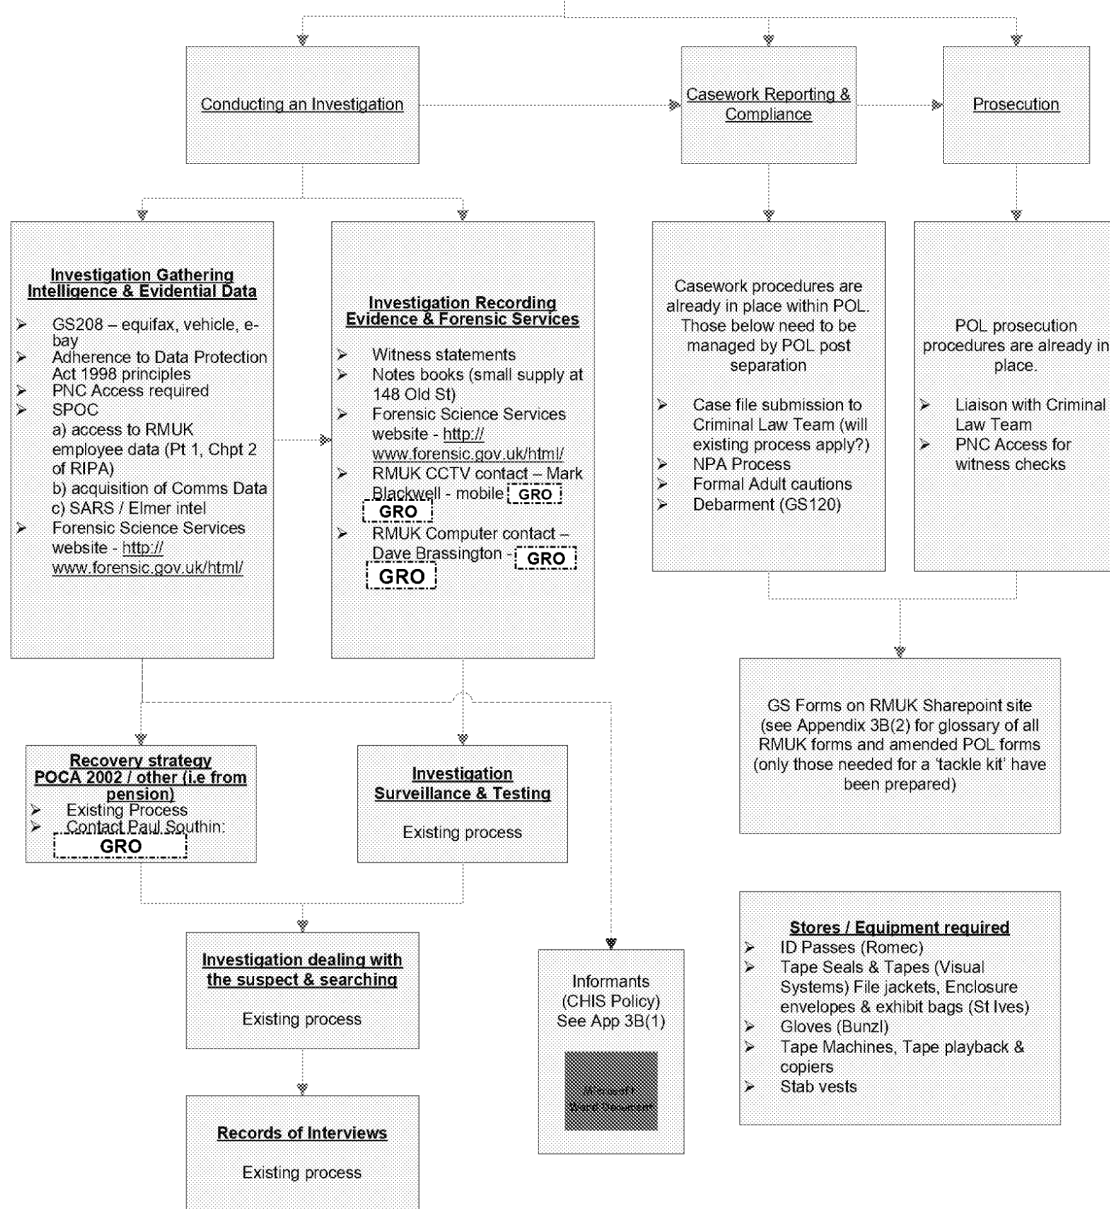 Conducting an Investigation
Casework Reporting &
Compliance
Prosecution
Investigation Gathering
Intelligence & Evidential Data
➢ GS208 – equifax, vehicle, e-
bay
➢ Adherence to Data Protection
Act 1998 principles
➢ PNC Access required
➢ SPOC
a) access to RMUK
employee data (Pt 1, Chpt 2
of RIPA)
b) acquisition of Comms Data
c) SARS / Elmer intel
➢ Forensic Science Services
website - http://
www.forensic.gov.uk/html/
Investigation Recording
Evidence & Forensic Services
➢ Witness statements
➢ Notes books (small supply at
148 Old St)
➢ Forensic Science Services
website - http://
www.forensic.gov.uk/html/
➢ RMUK CCTV contact – Mark
Blackwell - mobile GRO
GRO
➢ RMUK Computer contact –
Dave Brassington - GRO
GRO
Casework procedures are
already in place within POL.
Those below need to be
managed by POL post
separation
➢ Case file submission to
Criminal Law Team (will
existing process apply?)
➢ NPA Process
➢ Formal Adult cautions
➢ Debarment (GS120)
POL prosecution
procedures are already in
place.
➢ Liaison with Criminal
Law Team
➢ PNC Access for
witness checks
GS Forms on RMUK Sharepoint site
(see Appendix 3B(2) for glossary of all
RMUK forms and amended POL forms
(only those needed for a ‘tackle kit’ have
been prepared)
Recovery strategy
POCA 2002 / other (i.e from
pension)
➢ Existing Process
➢ Contact Paul Southin:
GRO
Investigation
Surveillance & Testing
Existing process
Investigation dealing with
the suspect & searching
Existing process
Informants
(CHIS Policy)
See App 3B(1)
Microsoft
Word Document
Stores / Equipment required
➢ ID Passes (Romec)
➢ Tape Seals & Tapes (Visual
Systems) File jackets, Enclosure
envelopes & exhibit bags (St Ives)
➢ Gloves (Bunzl)
➢ Tape Machines, Tape playback &
copiers
➢ Stab vests
Records of Interviews
Existing process